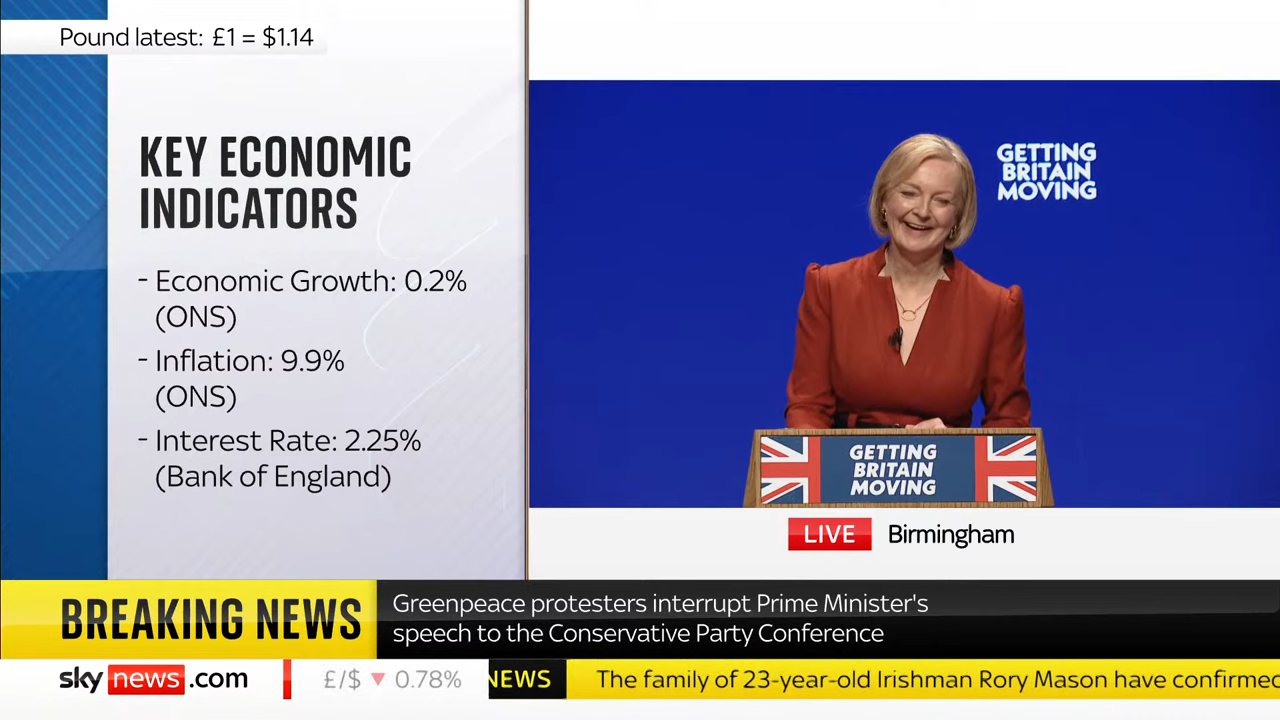 Pound latest: £1 = $1.14
KEY ECONOMIC
INDICATORS
- Economic Growth: 0.2%
(ONS)
- Inflation: 9.9%
(ONS)
- Interest Rate: 2.25%
(Bank of England)
GETTING
BRITAIN
MOVING
GETTING
BRITAIN
MOVING
LIVE Birmingham
BREAKING NEWS
Greenpeace protesters interrupt Prime Minister's
speech to the Conservative Party Conference
sky news .com £/$ ▼ 0.78% NEWS The family of 23-year-old Irishman Rory Mason have confirmed